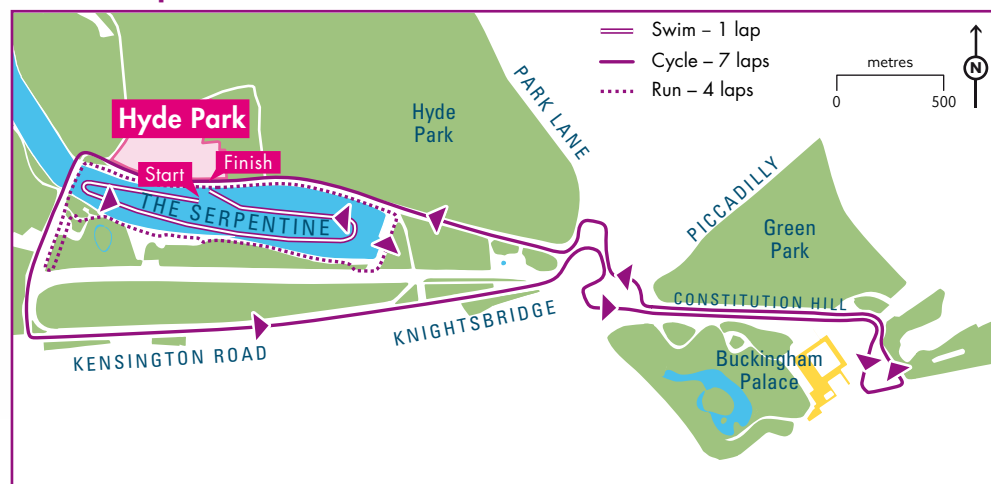 Swim – 1 lap
Cycle – 7 laps
Run – 4 laps
metres
0 500
N
PARK LANE
Hyde
Park
Hyde Park
Finish
Start
THE SERPENTINE
PICCADILLY
Green
Park
CONSTITUTION HILL
KNIGHTSBRIDGE
KENSINGTON ROAD
Buckingham
Palace